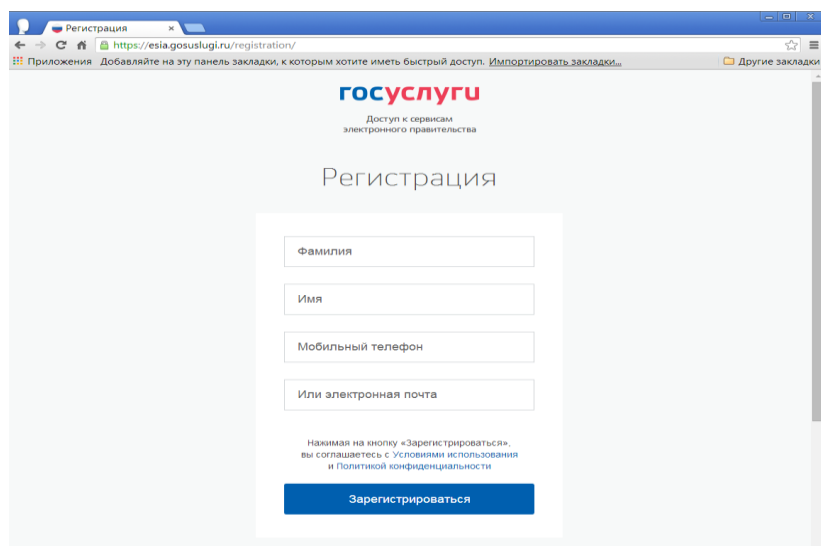 Регистрация
https://esia.gosuslugi.ru/registration/
Приложения Добавляйте на эту панель закладки, к которым хотите иметь быстрый доступ. Импортировать закладки... Другие закладки
госуслуги
Доступ к сервисам
электронного правительства
Регистрация
Фамилия
Имя
Мобильный телефон
Или электронная почта
Нажимая на кнопку «Зарегистрироваться»,
вы соглашаетесь с Условиями использования
и Политикой конфиденциальности
Зарегистрироваться